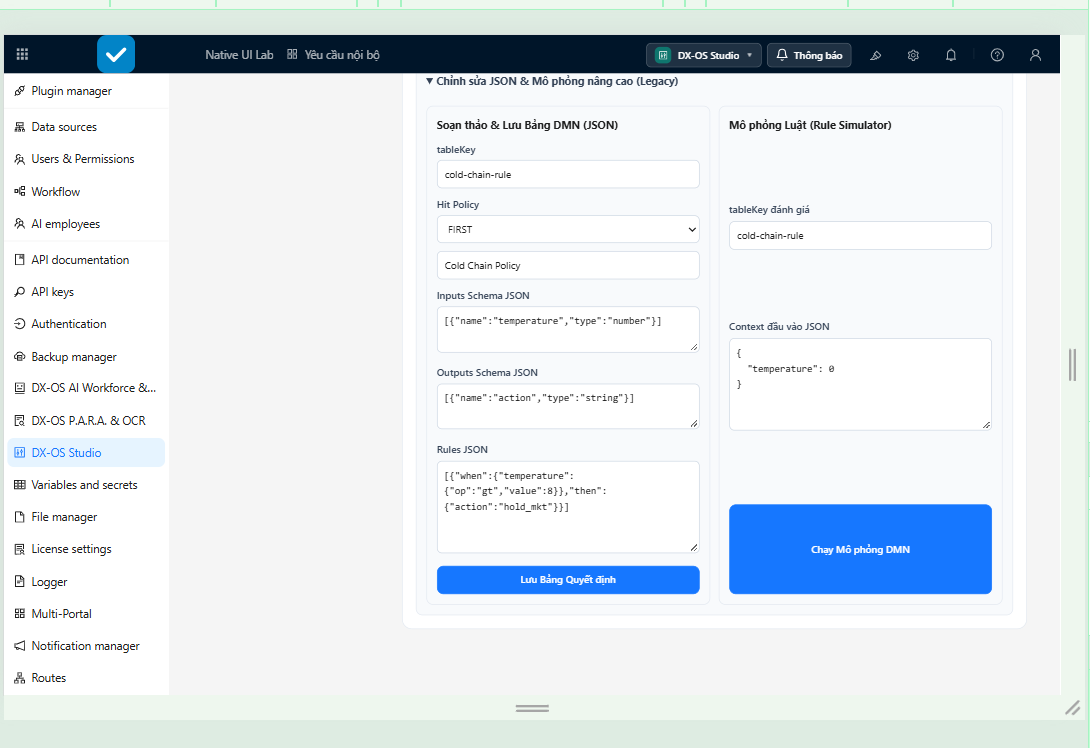 Native UI Lab
Yêu cầu nội bộ
DX-OS Studio
Thông báo
Plugin manager
Data sources
Users & Permissions
Workflow
AI employees
API documentation
API keys
Authentication
Backup manager
DX-OS AI Workforce &...
DX-OS P.A.R.A. & OCR
DX-OS Studio
Variables and secrets
File manager
License settings
Logger
Multi-Portal
Notification manager
Routes
Chỉnh sửa JSON & Mô phỏng nâng cao (Legacy)
Soạn thảo & Lưu Bảng DMN (JSON)
tableKey
cold-chain-rule
Hit Policy
FIRST
Cold Chain Policy
Inputs Schema JSON
[{"name":"temperature","type":"number"}]
Outputs Schema JSON
[{"name":"action","type":"string"}]
Rules JSON
[{"when":{"temperature":
{"op":"gt","value":8}},"then":
{"action":"hold_mkt"}}]
Lưu Bảng Quyết định
Mô phỏng Luật (Rule Simulator)
tableKey đánh giá
cold-chain-rule
Context đầu vào JSON
{
"temperature": 0
}
Chạy Mô phỏng DMN